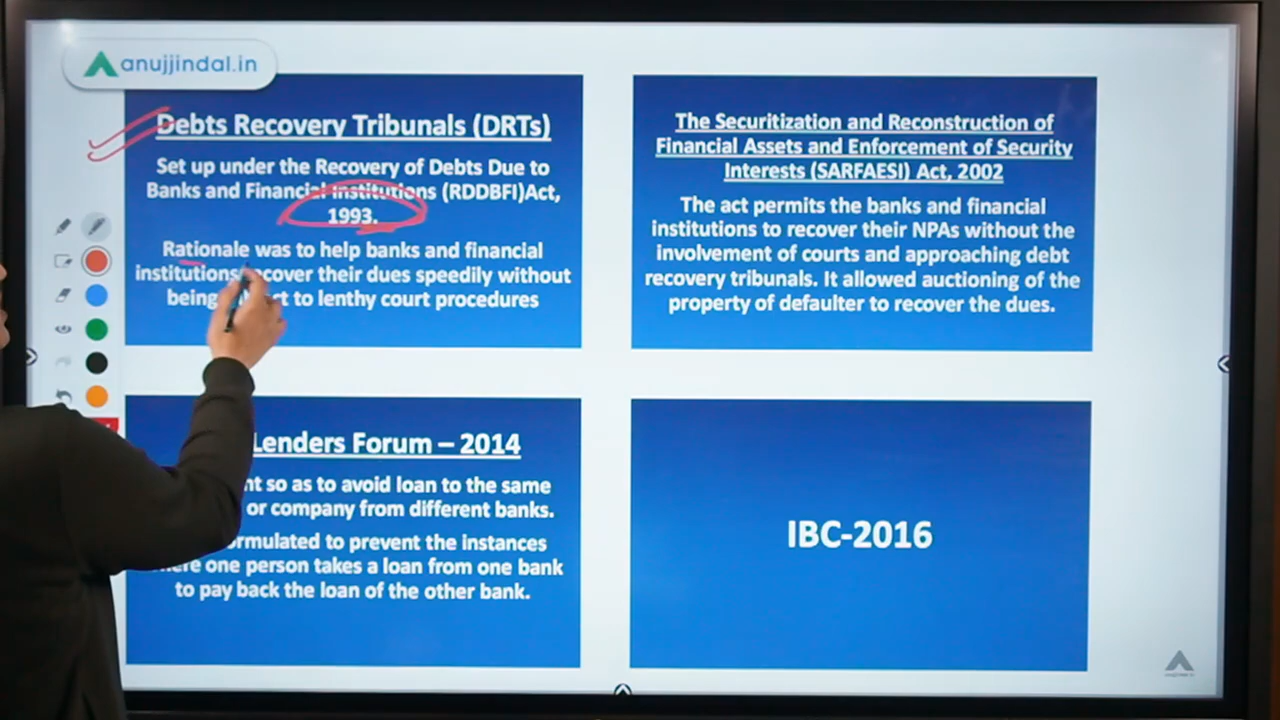 anujjindal.in
Debts Recovery Tribunals (DRTs)
Set up under the Recovery of Debts Due to
Banks and Financial Institutions (RDDBFI)Act,
1993.
Rationale was to help banks and financial
institutions recover their dues speedily without
being to lenthy court procedures
The Securitization and Reconstruction of
Financial Assets and Enforcement of Security
Interests (SARFAESI) Act, 2002
The act permits the banks and financial
institutions to recover their NPAs without the
involvement of courts and approaching debt
recovery tribunals. It allowed auctioning of the
property of defaulter to recover the dues.
Lenders Forum – 2014
so as to avoid loan to the same
or company from different banks.
to prevent the instances
one person takes a loan from one bank
to pay back the loan of the other bank.
IBC-2016